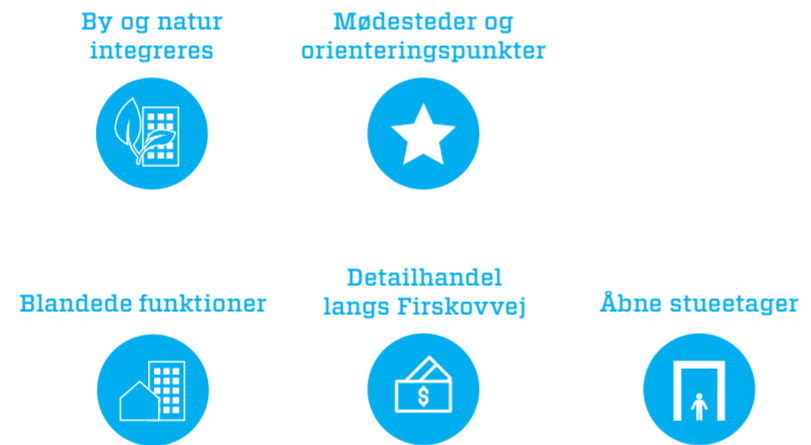 By og natur
integreres
Mødesteder og
orienteringspunkter
Blandede funktioner
Detailhandel
langs Firskovvej
Åbne stueetager
$